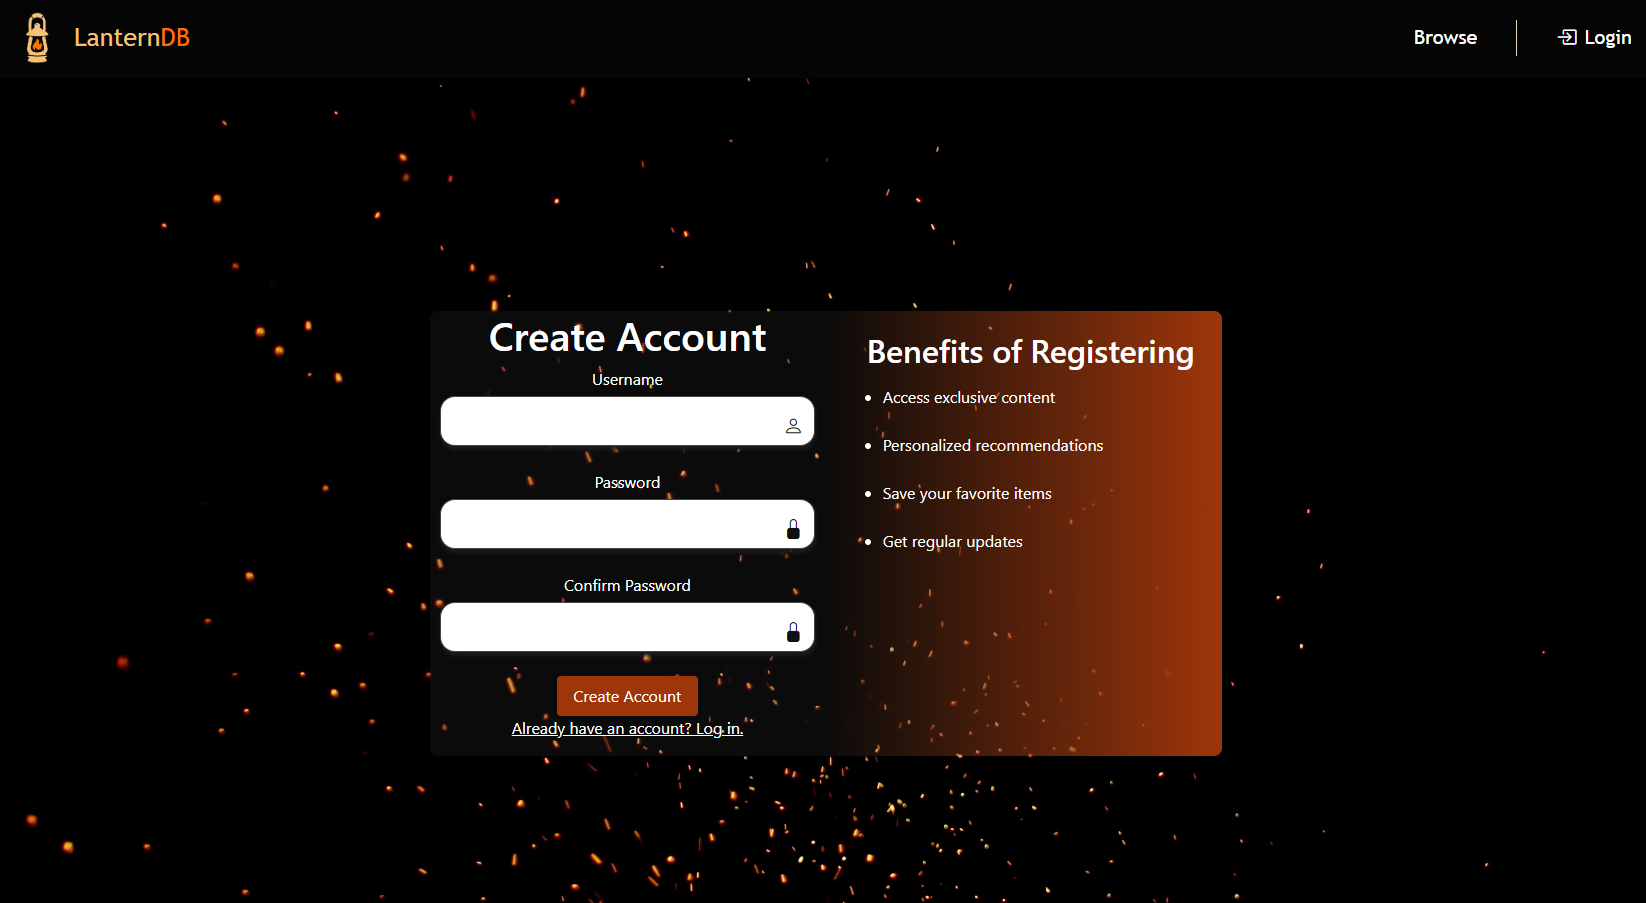 LanternDB
Browse
Login
Create Account
Username
Password
Confirm Password
Create Account
Already have an account? Log in.
Benefits of Registering
Access exclusive content
Personalized recommendations
Save your favorite items
Get regular updates